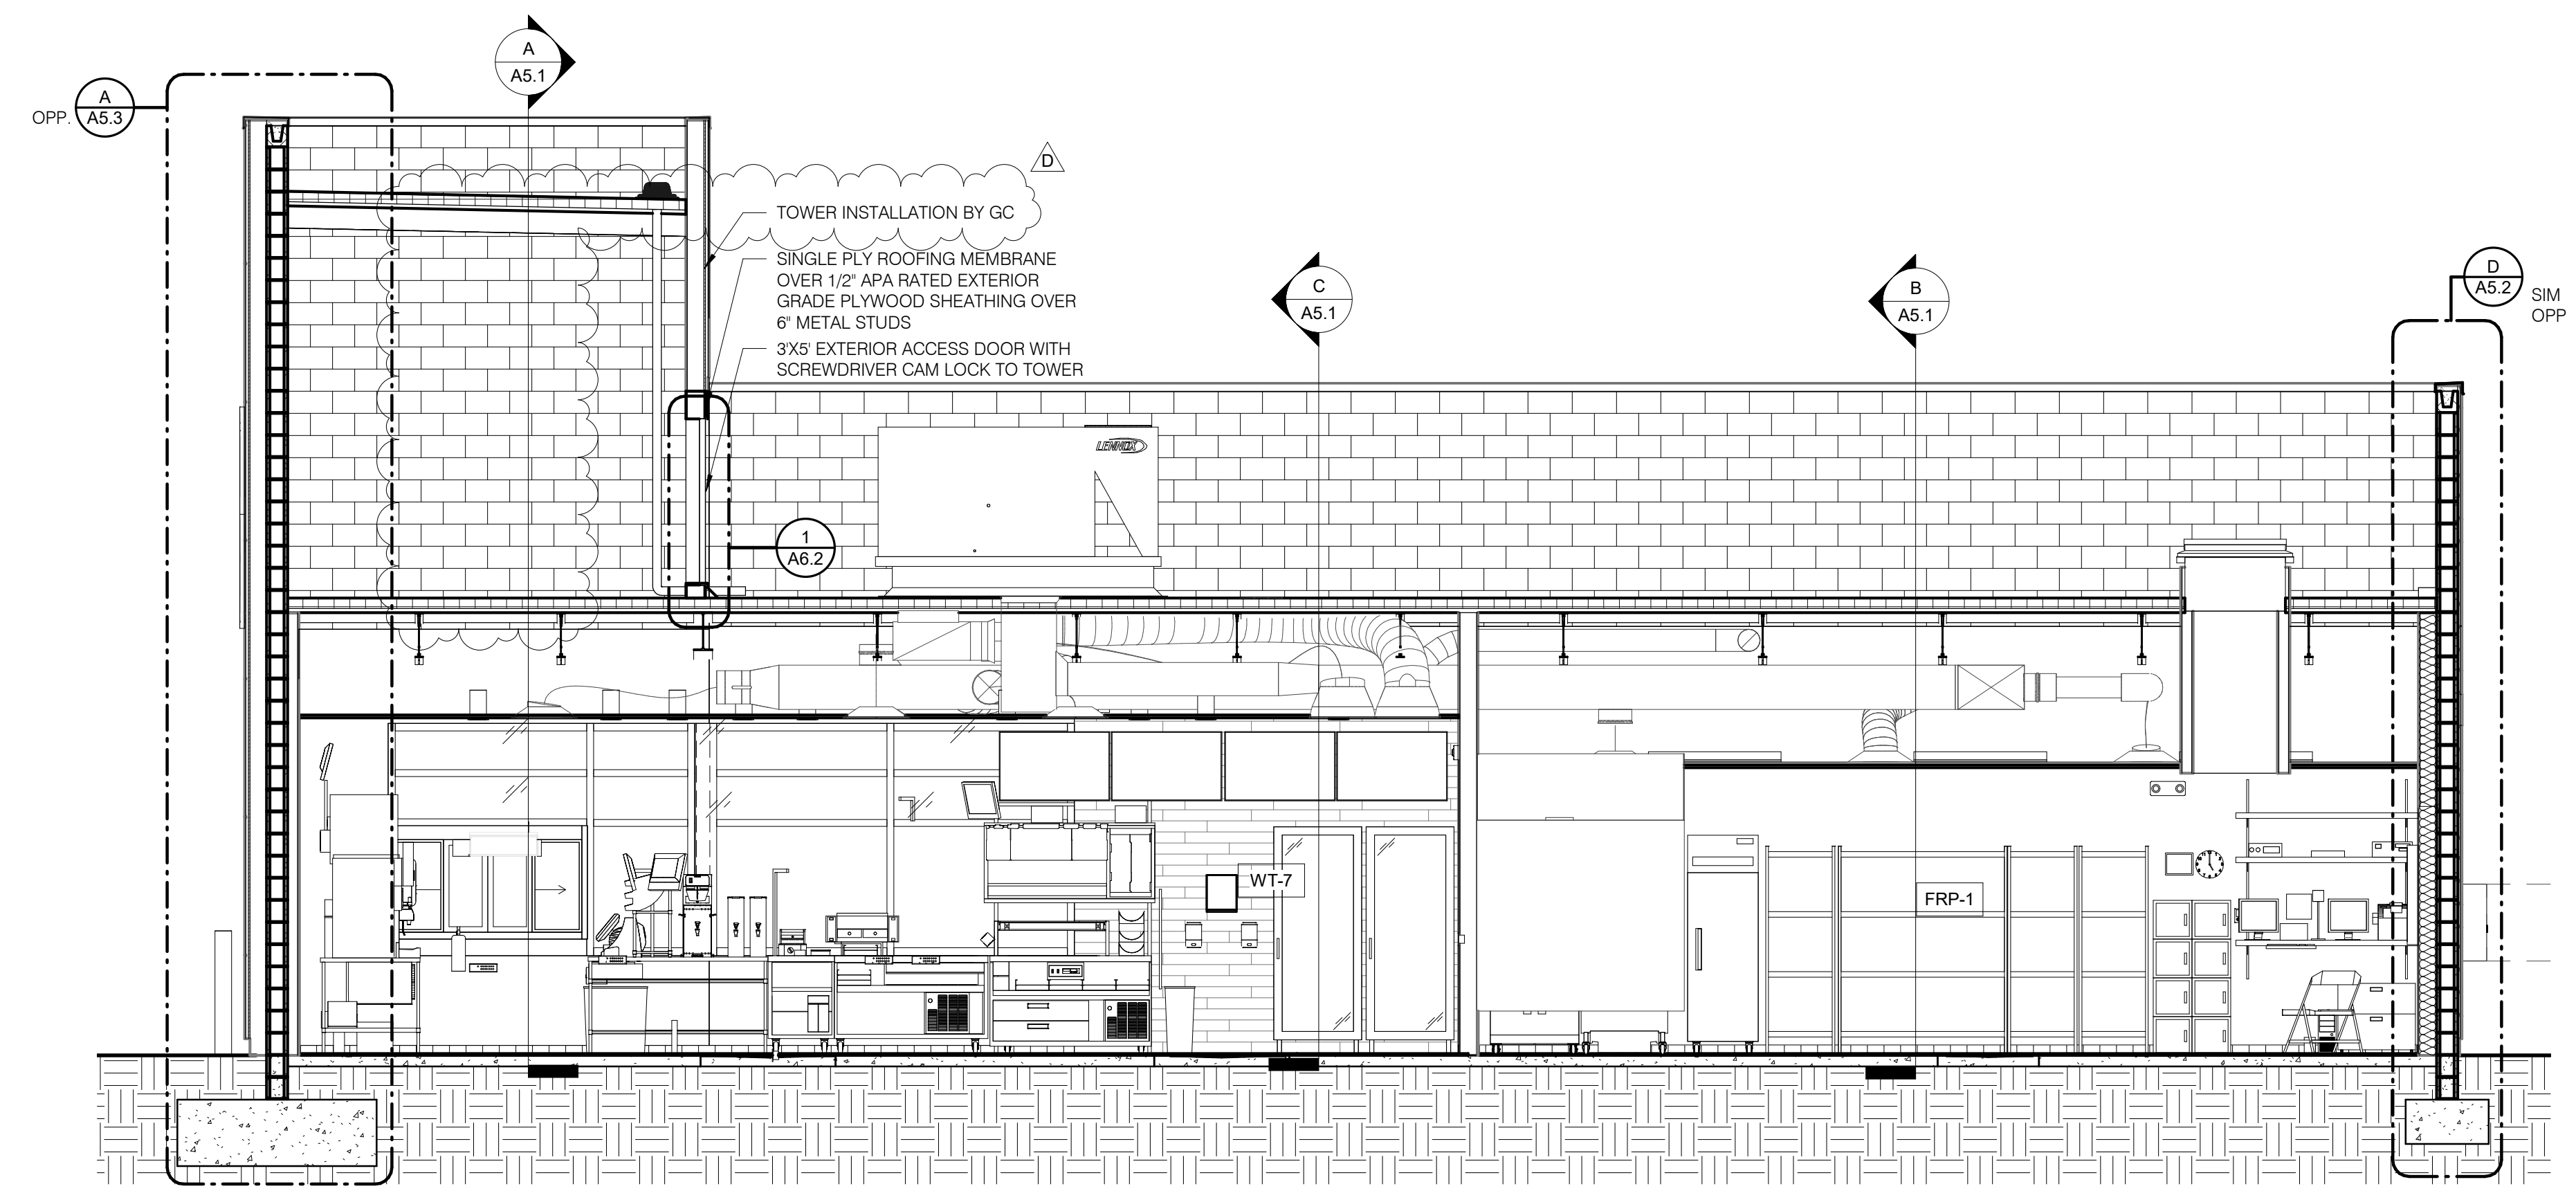 A
A5.1
OPP.
A
A5.3
D
TOWER INSTALLATION BY GC
SINGLE PLY ROOFING MEMBRANE
OVER 1/2" APA RATED EXTERIOR
GRADE PLYWOOD SHEATHING OVER
6" METAL STUDS
3'X5' EXTERIOR ACCESS DOOR WITH
SCREWDRIVER CAM LOCK TO TOWER
C
A5.1
B
A5.1
D
A5.2
SIM
OPP
LENNOX
1
A6.2
WT-7
FRP-1